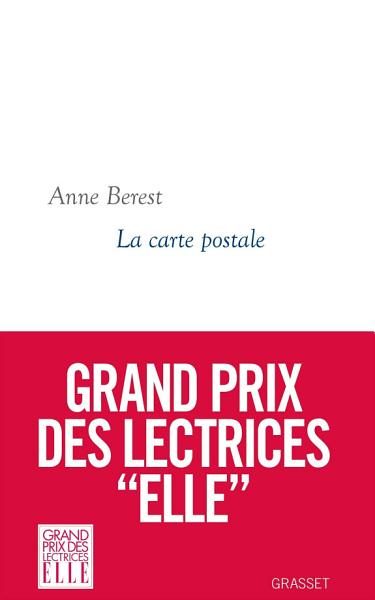 Anne Berest
La carte postale
GRAND PRIX
DES LECTRICES
“ELLE”
GRAND
PRIX DES
LECTRICES
ELLE
GRASSET